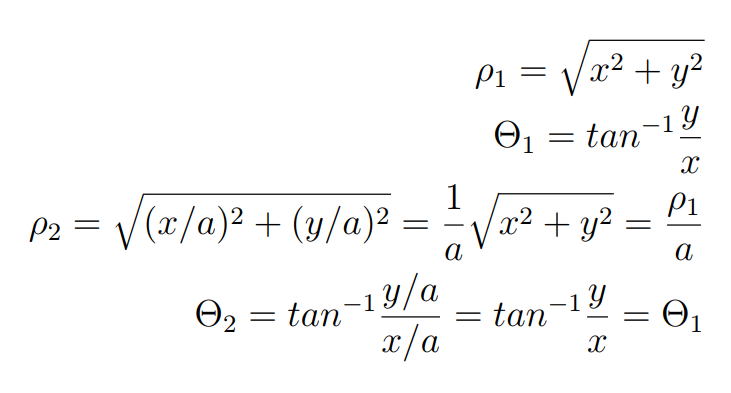 ρ₁ = √(x² + y²)
Θ₁ = tan⁻¹ y/x
ρ₂ = √((x/a)² + (y/a)²) = 1/a √(x² + y²) = ρ₁/a
Θ₂ = tan⁻¹ (y/a)/(x/a) = tan⁻¹ y/x = Θ₁